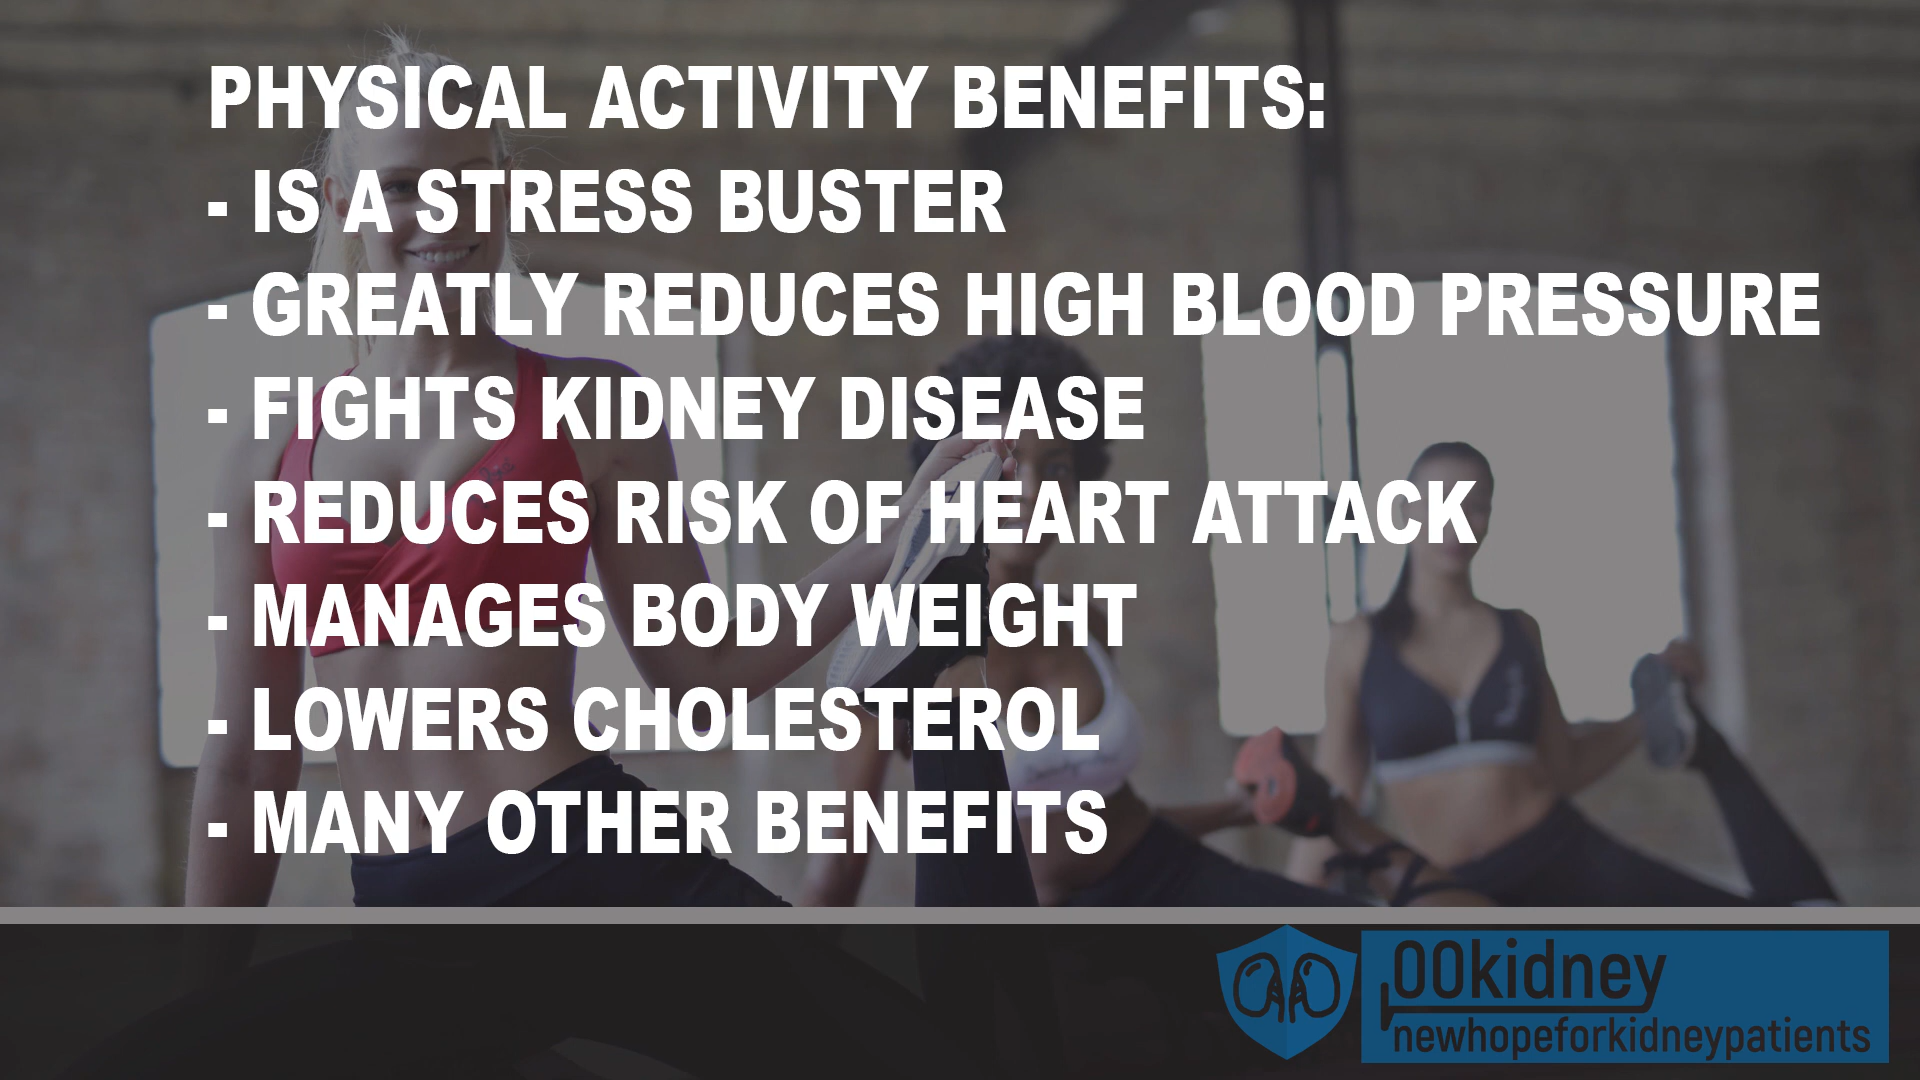 PHYSICAL ACTIVITY BENEFITS:
- IS A STRESS BUSTER
- GREATLY REDUCES HIGH BLOOD PRESSURE
- FIGHTS KIDNEY DISEASE
- REDUCES RISK OF HEART ATTACK
- MANAGES BODY WEIGHT
- LOWERS CHOLESTEROL
- MANY OTHER BENEFITS
00kidney
newhopeforkidneypatients